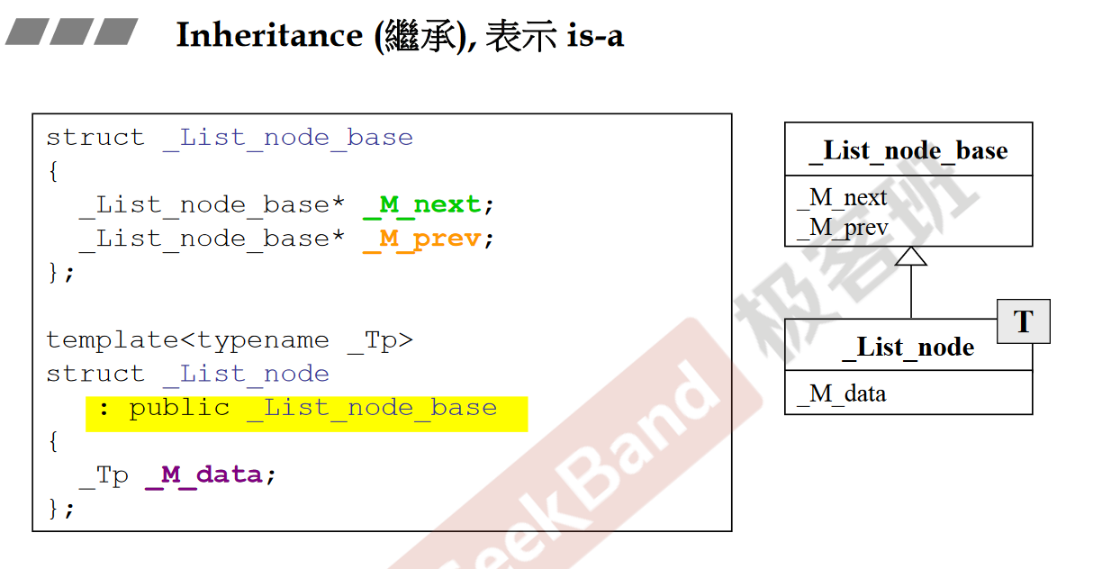 Inheritance (繼承), 表示 is-a
struct _List_node_base
{
_List_node_base* _M_next;
_List_node_base* _M_prev;
};
template<typename _Tp>
struct _List_node
: public _List_node_base
{
_Tp _M_data;
};
_List_node_base
_M_next
_M_prev
T
_List_node
_M_data
GeekBand 极客班